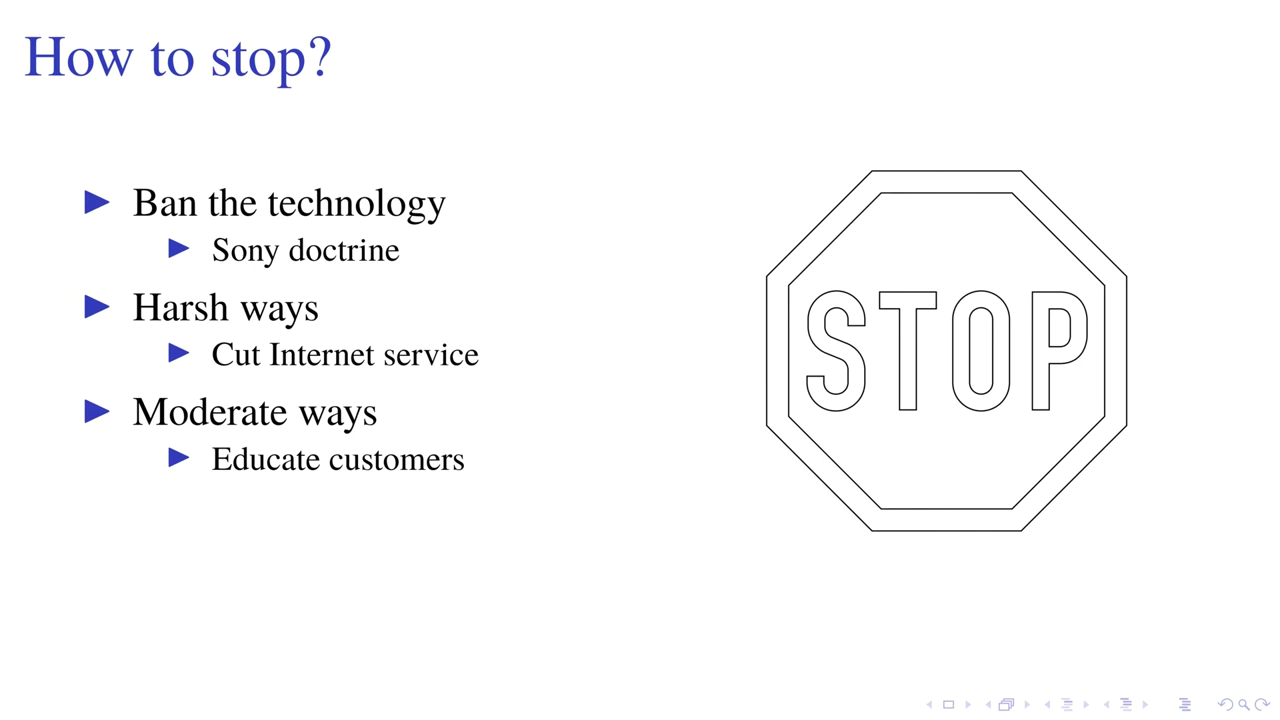 How to stop?
Ban the technology
Sony doctrine
Harsh ways
Cut Internet service
Moderate ways
Educate customers
STOP